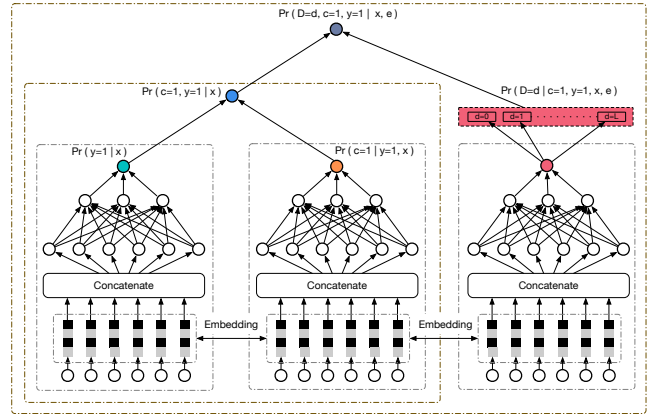 Pr ( D=d, c=1, y=1 | x, e )
Pr ( c=1, y=1 | x )
Pr ( D=d | c=1, y=1, x, e )
d=0 d=1 · · · · · · · · · · d=L
Pr ( y=1 | x )
Pr ( c=1 | y=1, x )
Concatenate Concatenate Concatenate
Embedding Embedding